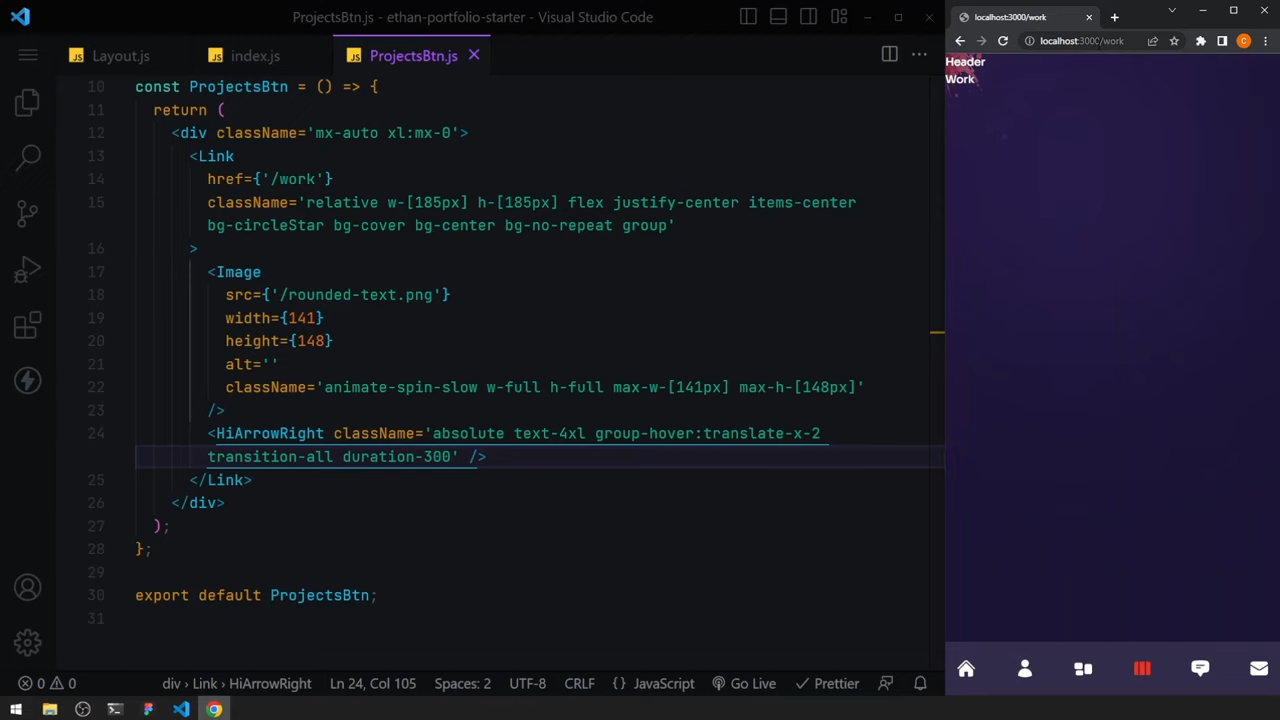 ProjectsBtn.js - ethan-portfolio-starter - Visual Studio Code
JS Layout.js
JS index.js
JS ProjectsBtn.js
10 const ProjectsBtn = () => {
11 return (
12 <div className='mx-auto xl:mx-0'>
13 <Link
14 href={'/work'}
15 className='relative w-[185px] h-[185px] flex justify-center items-center
bg-circleStar bg-cover bg-center bg-no-repeat group'
16 >
17 <Image
18 src={'/rounded-text.png'}
19 width={141}
20 height={148}
21 alt=''
22 className='animate-spin-slow w-full h-full max-w-[141px] max-h-[148px]'
23 />
24 <HiArrowRight className='absolute text-4xl group-hover:translate-x-2
transition-all duration-300' />
25 </Link>
26 </div>
27 );
28 };
29
30 export default ProjectsBtn;
31
0 0 div › Link › HiArrowRight Ln 24, Col 105 Spaces: 2 UTF-8 CRLF {} JavaScript Go Live Prettier
localhost:3000/work
localhost:3000/work
C
Header
Work